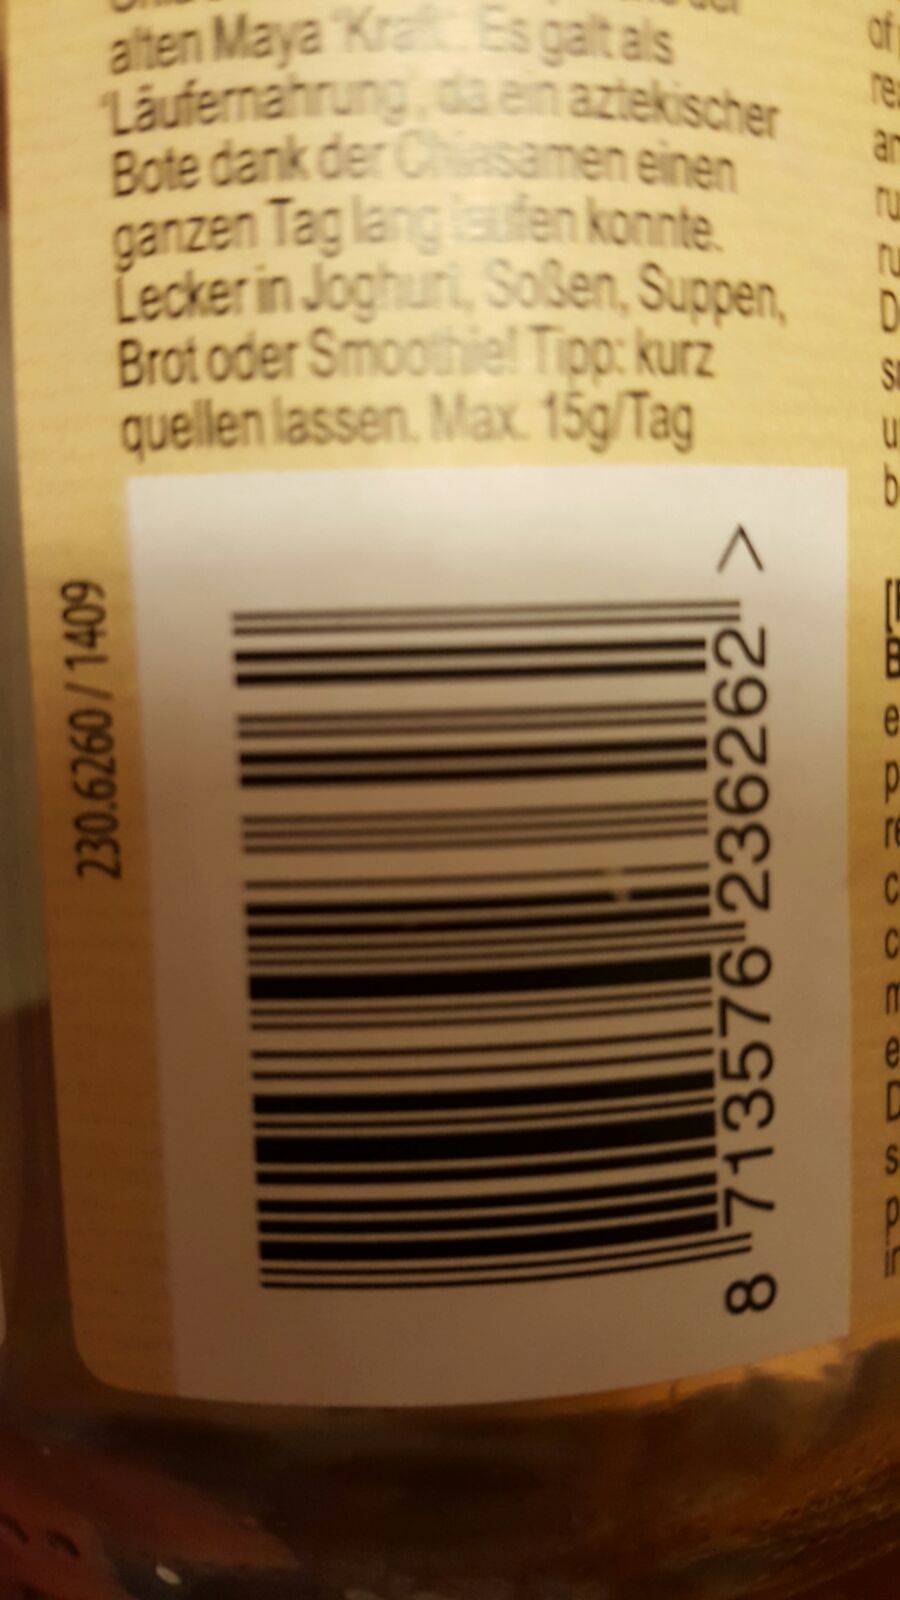 alten Maya 'Kraft'. Es galt als
'Läufernahrung', da ein aztekischer
Bote dank der Chiasamen einen
ganzen Tag lang laufen konnte.
Lecker in Joghurt, Soßen, Suppen,
Brot oder Smoothie! Tipp: kurz
quellen lassen. Max. 15g/Tag
230.6260 / 1409
8 713576 236262 >